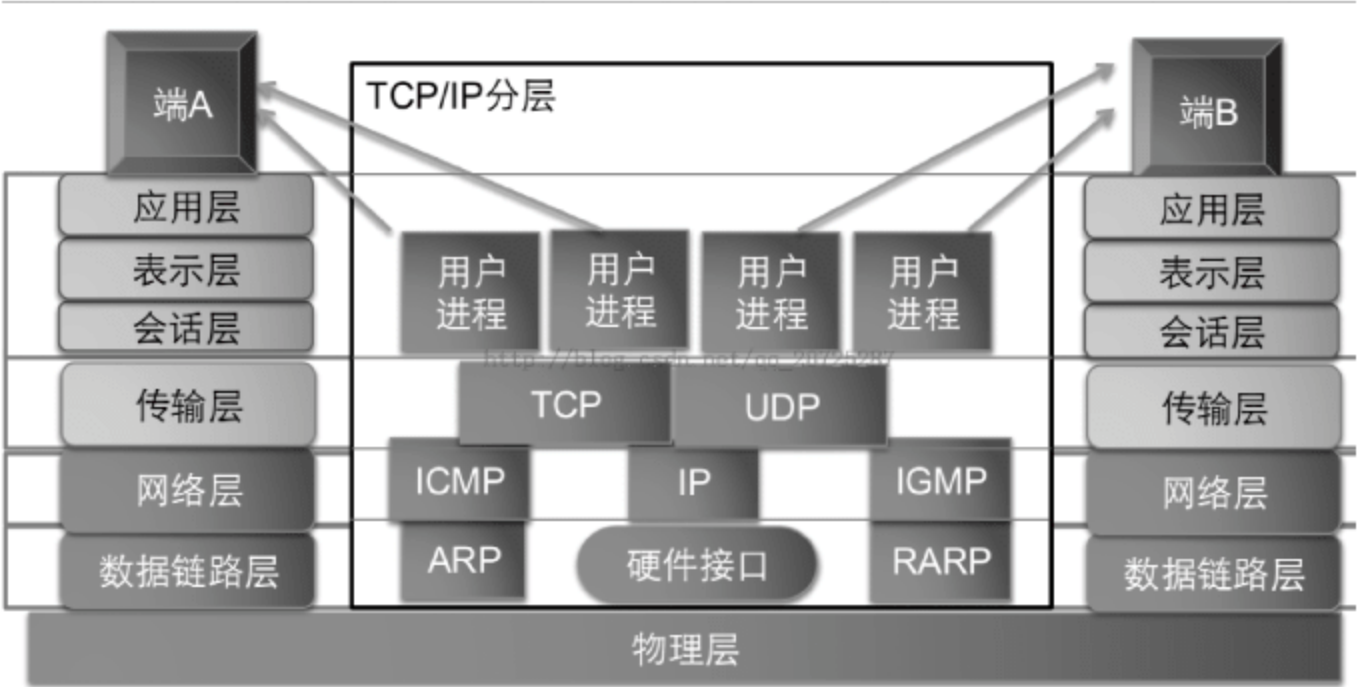 TCP/IP分层
端A
端B
应用层
表示层
会话层
传输层
网络层
数据链路层
用户
进程
用户
进程
用户
进程
用户
进程
TCP
UDP
ICMP
IP
IGMP
ARP
硬件接口
RARP
应用层
表示层
会话层
传输层
网络层
数据链路层
物理层